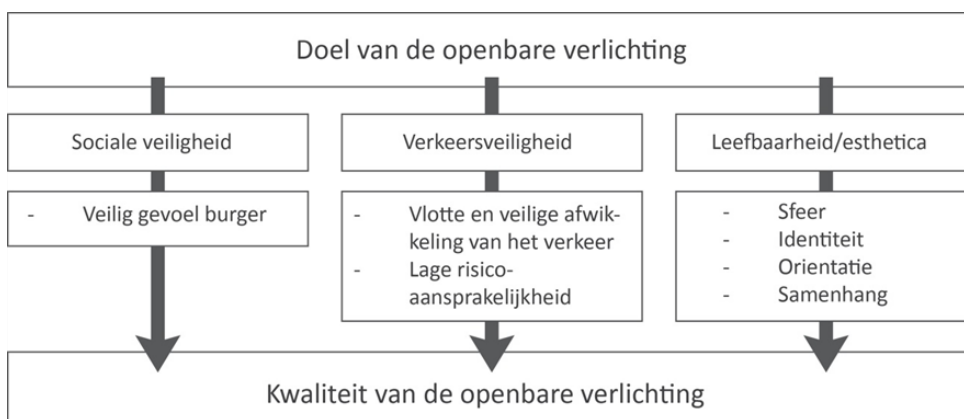 Doel van de openbare verlichting
Sociale veiligheid
- Veilig gevoel burger
Verkeersveiligheid
- Vlotte en veilige afwik-
kkeling van het verkeer
- Lage risico-
aansprakelijkheid
Leefbaarheid/esthetica
- Sfeer
- Identiteit
- Orientatie
- Samenhang
Kwaliteit van de openbare verlichting